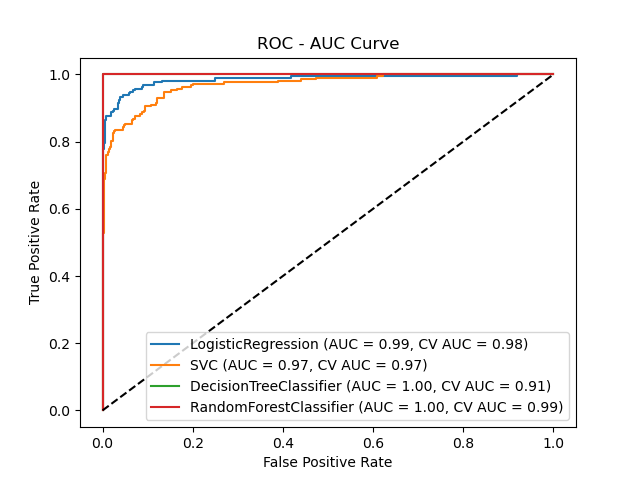 ROC - AUC Curve
True Positive Rate
1.0
0.8
0.6
0.4
0.2
0.0
LogisticRegression (AUC = 0.99, CV AUC = 0.98)
SVC (AUC = 0.97, CV AUC = 0.97)
DecisionTreeClassifier (AUC = 1.00, CV AUC = 0.91)
RandomForestClassifier (AUC = 1.00, CV AUC = 0.99)
0.0 0.2 0.4 0.6 0.8 1.0
False Positive Rate